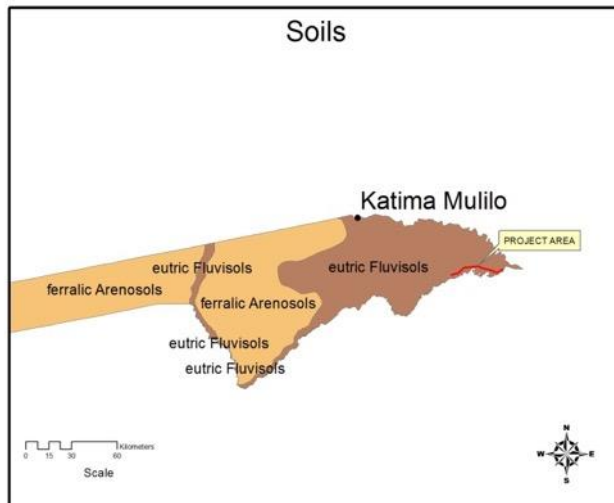 Soils
Katima Mulilo
PROJECT AREA
eutric Fluvisols
eutric Fluvisols
ferralic Arenosols
ferralic Arenosols
eutric Fluvisols
eutric Fluvisols
Kilometers
0 15 30 60
Scale
N
W E
S